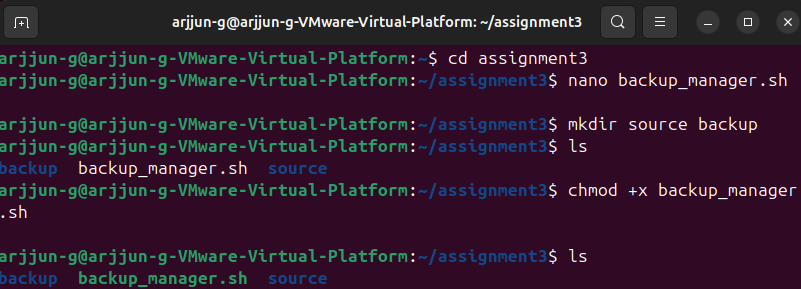 arjjun-g@arjjun-g-VMware-Virtual-Platform: ~/assignment3
arjjun-g@arjjun-g-VMware-Virtual-Platform:~$ cd assignment3
arjjun-g@arjjun-g-VMware-Virtual-Platform:~/assignment3$ nano backup_manager.sh
arjjun-g@arjjun-g-VMware-Virtual-Platform:~/assignment3$ mkdir source backup
arjjun-g@arjjun-g-VMware-Virtual-Platform:~/assignment3$ ls
backup  backup_manager.sh  source
arjjun-g@arjjun-g-VMware-Virtual-Platform:~/assignment3$ chmod +x backup_manager
.sh
arjjun-g@arjjun-g-VMware-Virtual-Platform:~/assignment3$ ls
backup  backup_manager.sh  source